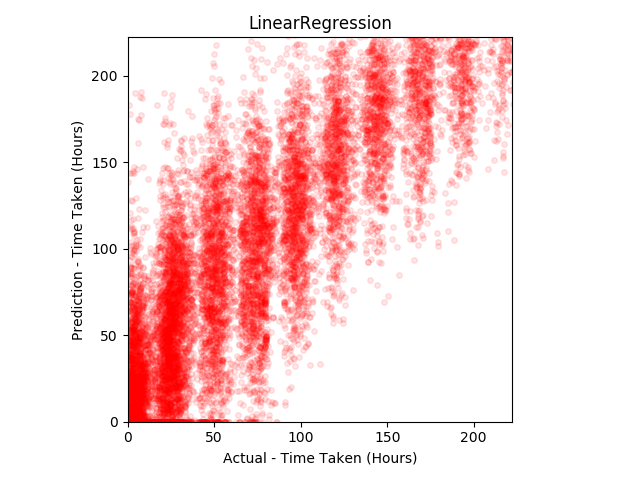 LinearRegression
200
150
100
50
0
Prediction - Time Taken (Hours)
0 50 100 150 200
Actual - Time Taken (Hours)